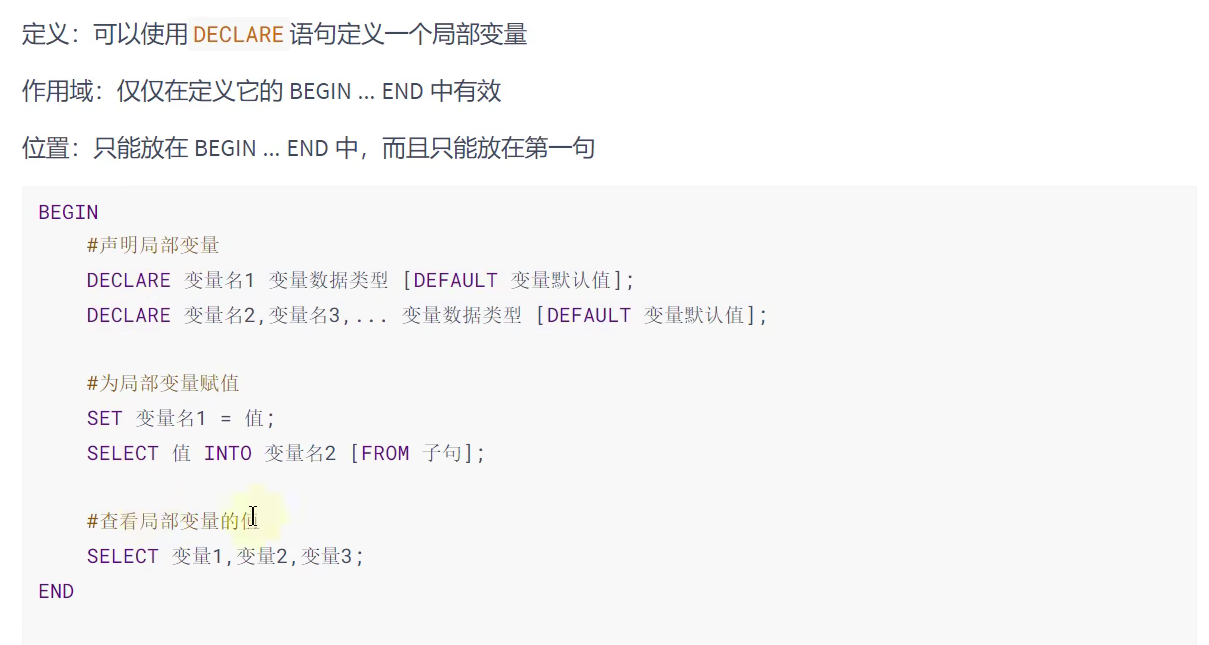 定义：可以使用 DECLARE 语句定义一个局部变量
作用域：仅仅在定义它的 BEGIN ... END 中有效
位置：只能放在 BEGIN ... END 中，而且只能放在第一句
BEGIN
#声明局部变量
DECLARE 变量名1 变量数据类型 [DEFAULT 变量默认值];
DECLARE 变量名2,变量名3,... 变量数据类型 [DEFAULT 变量默认值];
#为局部变量赋值
SET 变量名1 = 值;
SELECT 值 INTO 变量名2 [FROM 子句];
#查看局部变量的值
SELECT 变量1,变量2,变量3;
END